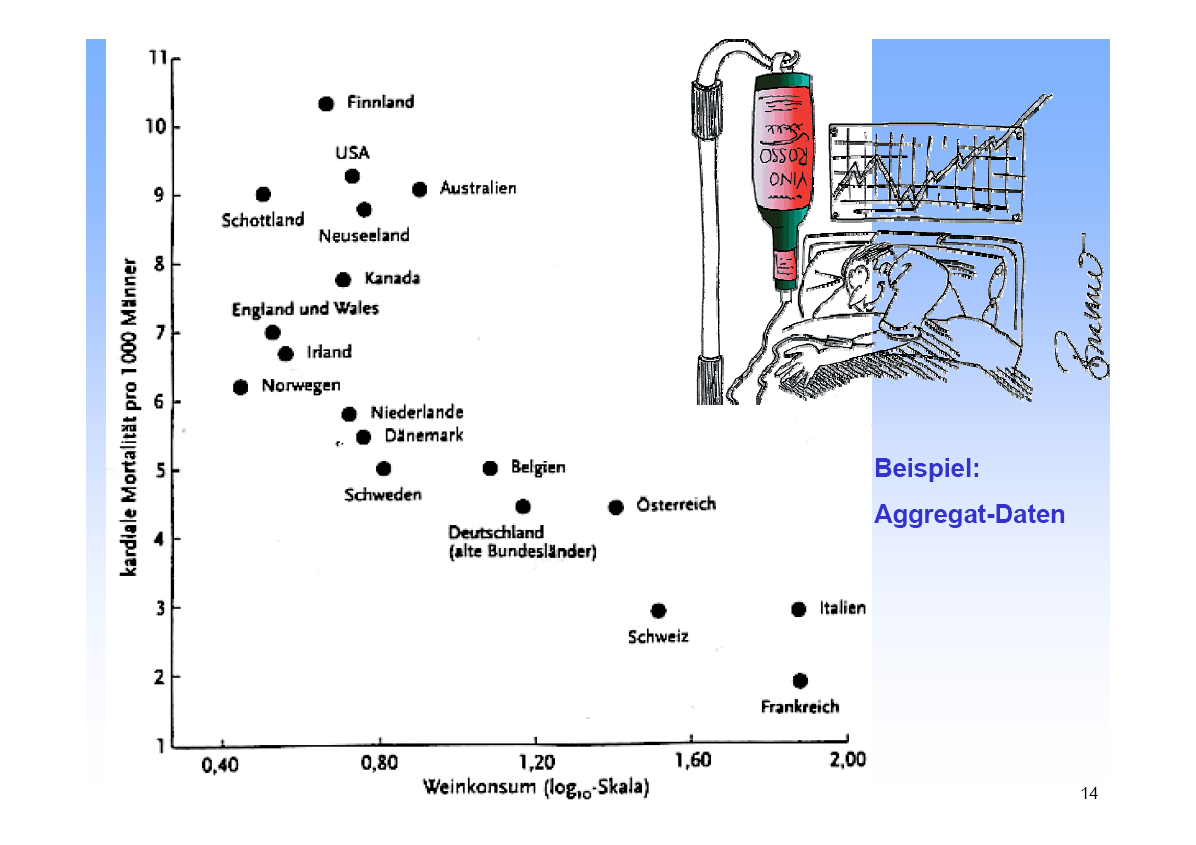 11
10
9
8
7
6
5
4
3
2
1
kardiale Mortalität pro 1000 Männer
Finnland
USA
Australien
Schottland
Neuseeland
Kanada
England und Wales
Irland
Norwegen
Niederlande
Dänemark
Schweden
Belgien
Deutschland
(alte Bundesländer)
Österreich
Schweiz
Italien
Frankreich
0,40
0,80
1,20
1,60
2,00
Weinkonsum (log₁₀-Skala)
VINO
ROSSO
Beispiel:
Aggregat-Daten
14